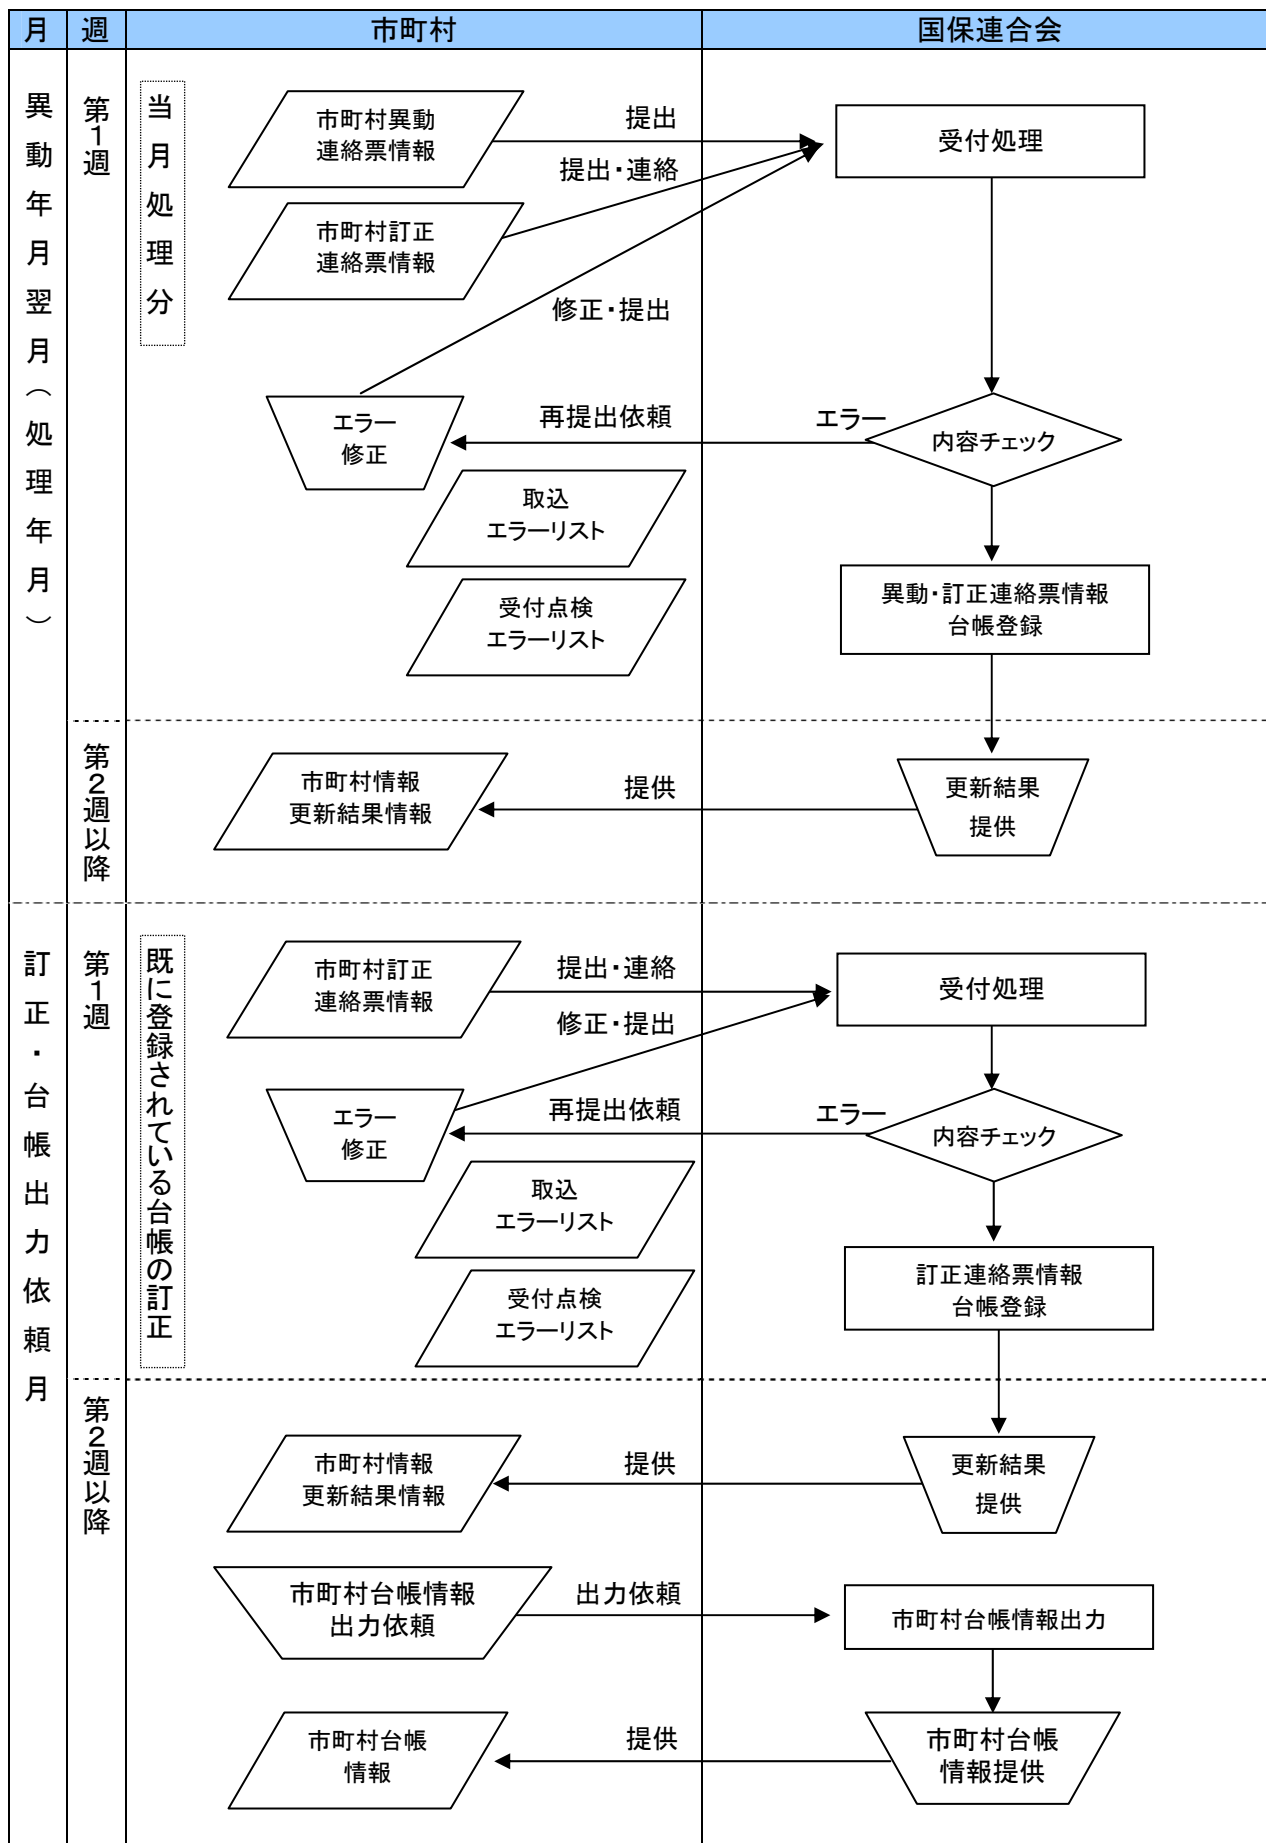 月
週
市町村
国保連合会
異動年月翌月（処理年月）
第1週
当月処理分
市町村異動
連絡票情報
提出
受付処理
提出・連絡
市町村訂正
連絡票情報
修正・提出
エラー
修正
再提出依頼
エラー
内容チェック
取込
エラーリスト
異動・訂正連絡票情報
台帳登録
受付点検
エラーリスト
第2週以降
市町村情報
更新結果情報
提供
更新結果
提供
訂正・台帳出力依頼月
第1週
既に登録されている台帳の訂正
市町村訂正
連絡票情報
提出・連絡
受付処理
修正・提出
エラー
修正
再提出依頼
エラー
内容チェック
取込
エラーリスト
訂正連絡票情報
台帳登録
受付点検
エラーリスト
第2週以降
市町村情報
更新結果情報
提供
更新結果
提供
市町村台帳情報
出力依頼
出力依頼
市町村台帳情報出力
市町村台帳
情報
提供
市町村台帳
情報提供